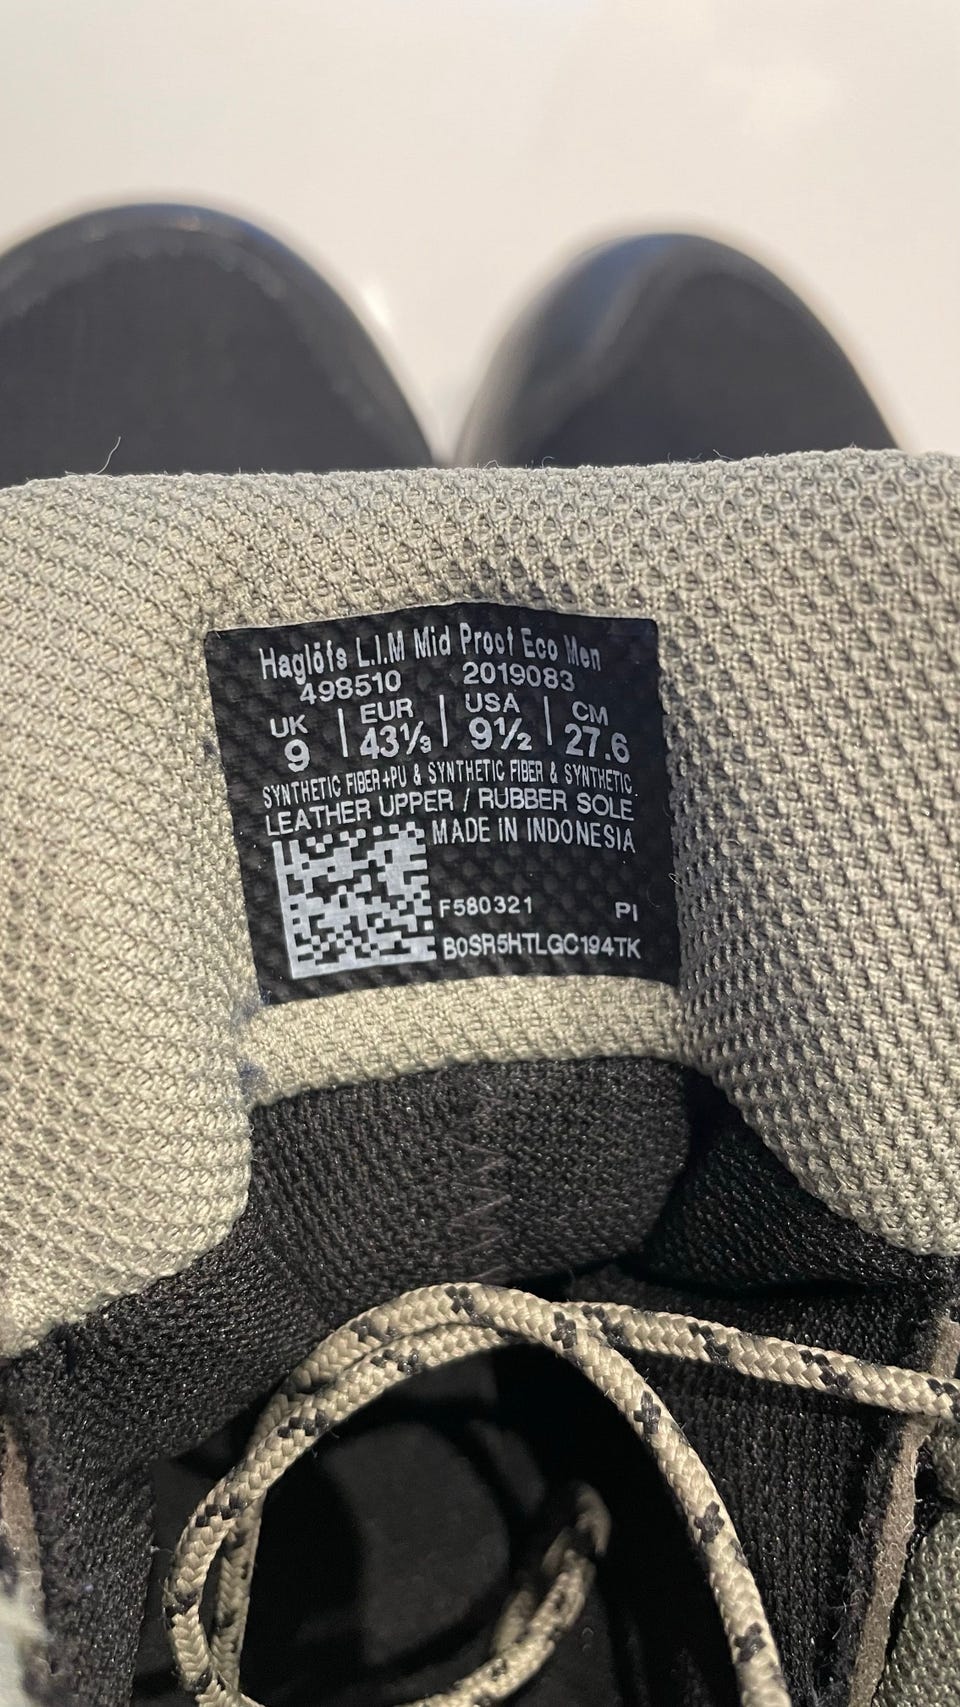 Haglöfs L.I.M Mid Proof Eco Men
498510 2019083
UK | EUR | USA | CM
9 | 43⅓ | 9½ | 27.6
SYNTHETIC FIBER+PU & SYNTHETIC FIBER & SYNTHETIC
LEATHER UPPER / RUBBER SOLE
MADE IN INDONESIA
F580321 PI
B0SR5HTLGC194TK